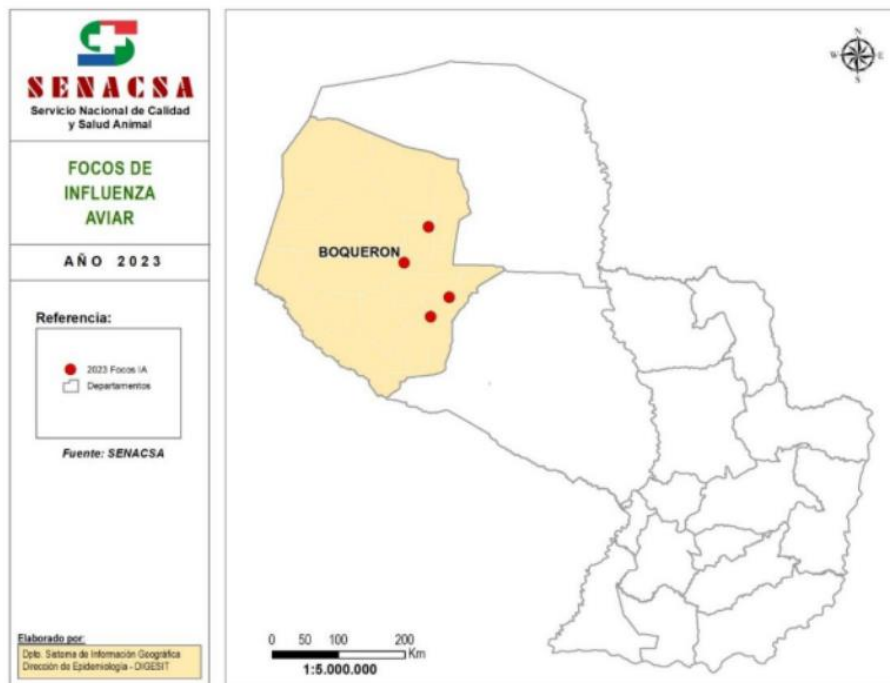 SENACSA
Servicio Nacional de Calidad
y Salud Animal
FOCOS DE
INFLUENZA
AVIAR
AÑO 2023
Referencia:
2023 Focos IA
Departamentos
Fuente: SENACSA
Elaborado por:
Dpto. Sistema de Información Geográfica
Dirección de Epidemiología - DIGESIT
N
W
E
S
BOQUERON
0 50 100 200
Km
1:5.000.000